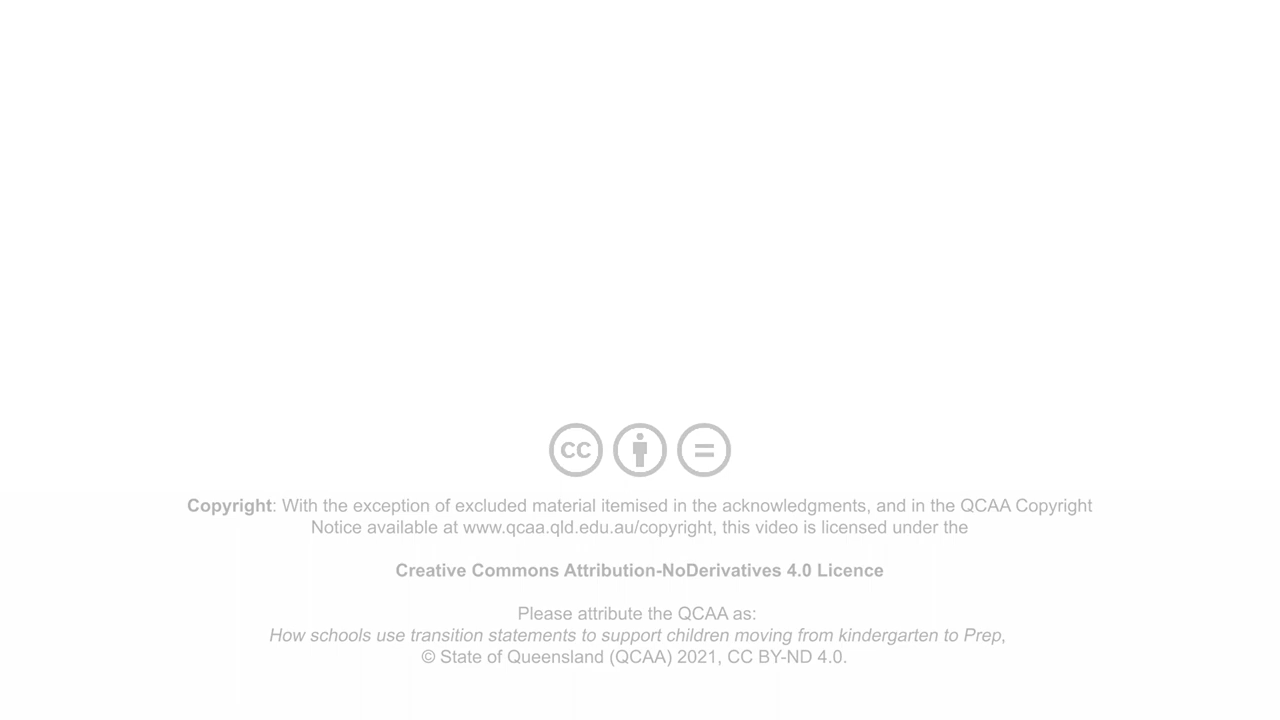 CC
Copyright: With the exception of excluded material itemised in the acknowledgments, and in the QCAA Copyright
Notice available at www.qcaa.qld.edu.au/copyright, this video is licensed under the
Creative Commons Attribution-NoDerivatives 4.0 Licence
Please attribute the QCAA as:
How schools use transition statements to support children moving from kindergarten to Prep,
© State of Queensland (QCAA) 2021, CC BY-ND 4.0.